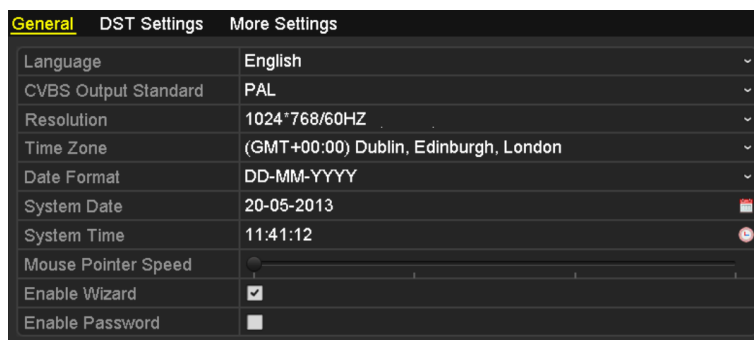 General DST Settings More Settings
Language English
CVBS Output Standard PAL
Resolution 1024*768/60HZ
Time Zone (GMT+00:00) Dublin, Edinburgh, London
Date Format DD-MM-YYYY
System Date 20-05-2013
System Time 11:41:12
Mouse Pointer Speed
Enable Wizard
Enable Password